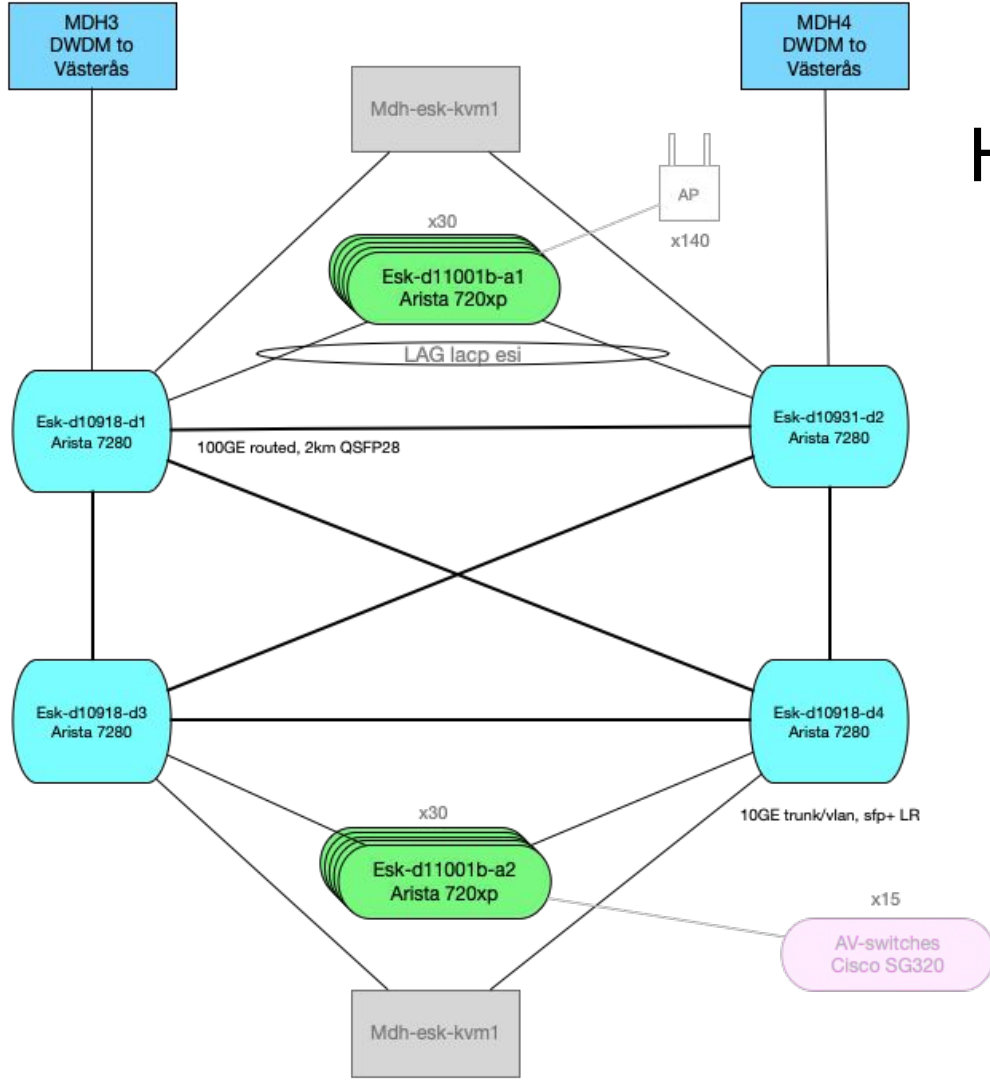 MDH3
DWDM to
Västerås
MDH4
DWDM to
Västerås
Mdh-esk-kvm1
H
AP
x140
x30
Esk-d11001b-a1
Arista 720xp
LAG lacp esi
Esk-d10918-d1
Arista 7280
Esk-d10931-d2
Arista 7280
100GE routed, 2km QSFP28
Esk-d10918-d3
Arista 7280
Esk-d10918-d4
Arista 7280
10GE trunk/vlan, sfp+ LR
x30
Esk-d11001b-a2
Arista 720xp
x15
AV-switches
Cisco SG320
Mdh-esk-kvm1